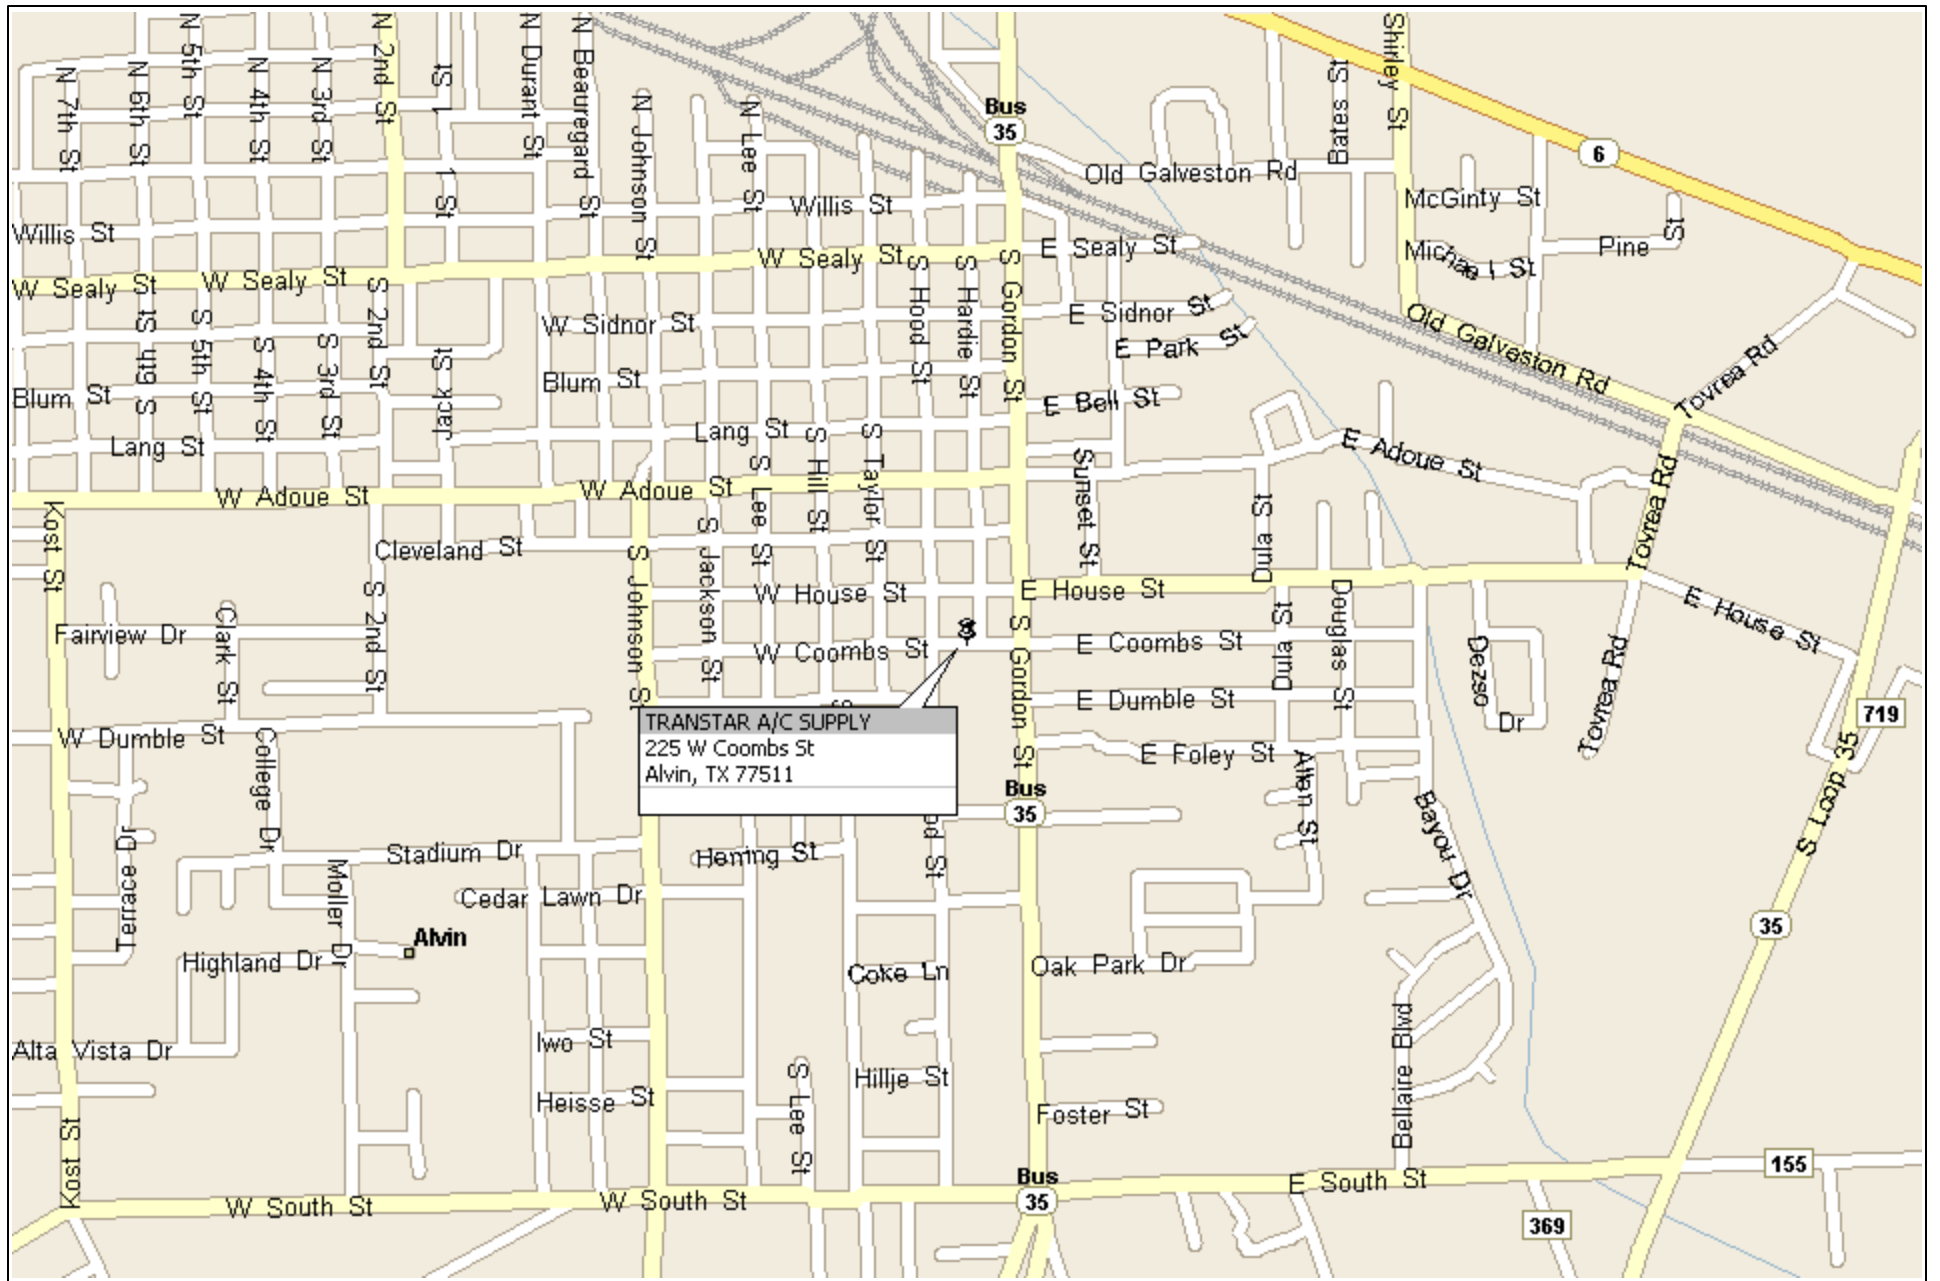 N 7th St
N 6th St
N 5th St
N 4th St
N 3rd St
N 2nd St
1 St
1 St
N Durant St
N Beauregard St
N Johnson St
N Lee St
Bus
35
Shirley St
Bates St
6
Old Galveston Rd
McGinty St
Michael St
Pine St
Willis St
Willis St
W Sealy St
W Sealy St
W Sealy St
E Sealy St
S Hood St
S Hardie St
S Gordon St
E Sidnor St
E Park St
W Sidnor St
S 6th St
S 5th St
S 4th St
S 3rd St
S 2nd St
Jack St
Blum St
Blum St
E Bell St
Old Galveston Rd
Tovrea Rd
Lang St
Lang St
S Lee St
S Hill St
S Taylor St
Sunset St
E Adoue St
Tovrea Rd
W Adoue St
W Adoue St
Kost St
Cleveland St
S Johnson St
S Jackson St
Dula St
S 2nd St
W House St
E House St
E House St
Fairview Dr
Clark St
W Coombs St
S Gordon St
E Coombs St
Dula St
Douglas St
Dezso Dr
Tovrea Rd
E Dumble St
719
W Dumble St
College Dr
TRANSTAR A/C SUPPLY
225 W Coombs St
Alvin, TX 77511
E Foley St
Allen St
Bus
35
Bayou Dr
S Loop 35
Terrace Dr
Stadium Dr
Moller Dr
Herring St
Cedar Lawn Dr
35
Alvin
Highland Dr
Coke Ln
Oak Park Dr
Bellaire Blvd
Alta Vista Dr
Iwo St
Hillje St
S Lee St
Heisse St
Foster St
Kost St
155
Bus
35
W South St
W South St
E South St
369